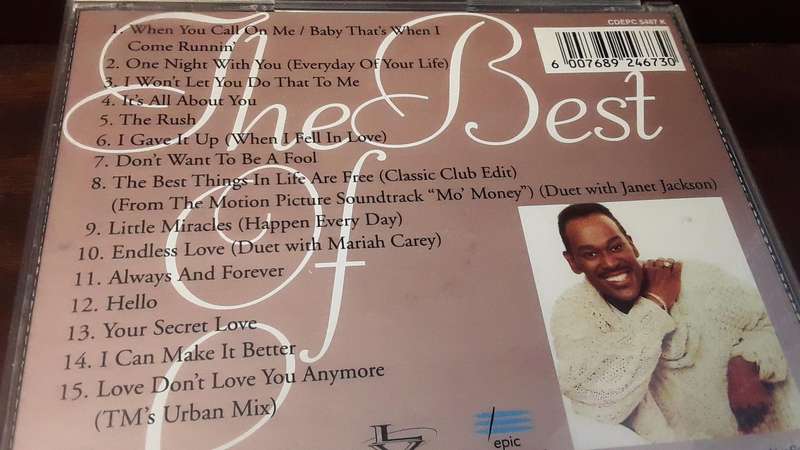 The Best
Of
1. When You Call On Me / Baby That's When I
Come Runnin'
2. One Night With You (Everyday Of Your Life)
3. I Won't Let You Do That To Me
4. It's All About You
5. The Rush
6. I Gave It Up (When I Fell In Love)
7. Don't Want To Be A Fool
8. The Best Things In Life Are Free (Classic Club Edit)
(From The Motion Picture Soundtrack "Mo' Money") (Duet with Janet Jackson)
9. Little Miracles (Happen Every Day)
10. Endless Love (Duet with Mariah Carey)
11. Always And Forever
12. Hello
13. Your Secret Love
14. I Can Make It Better
15. Love Don't Love You Anymore
(TM's Urban Mix)
CDEPC 5487 K
6 007689 246730
LV
epic